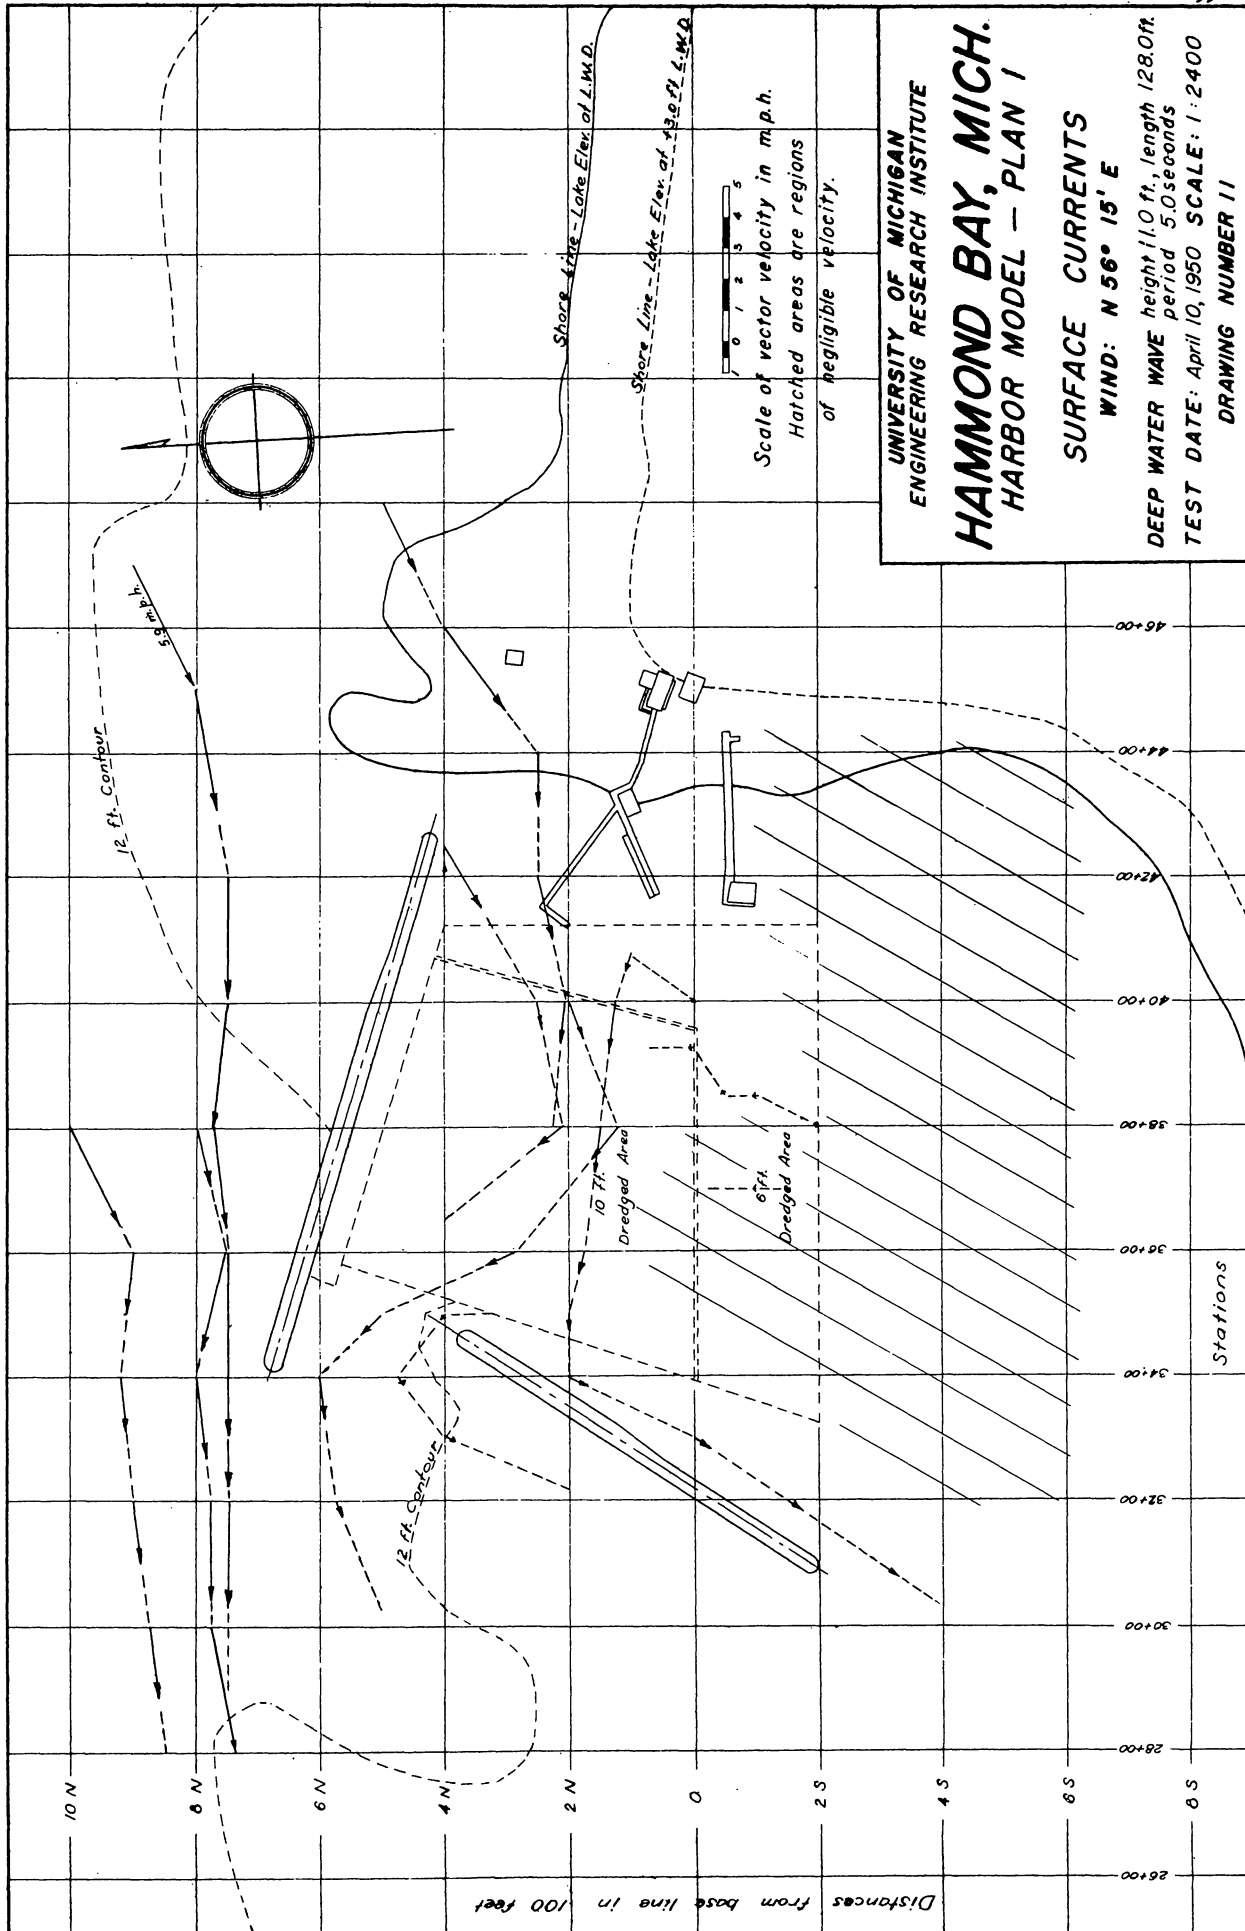 UNIVERSITY OF MICHIGAN
ENGINEERING RESEARCH INSTITUTE
HAMMOND BAY, MICH.
HARBOR MODEL – PLAN I
SURFACE CURRENTS
WIND: N 56° 15' E
DEEP WATER WAVE height 11.0 ft., length 128.0 ft.
period 5.0 seconds
TEST DATE: April 10, 1950 SCALE: 1:2400
DRAWING NUMBER 11
1 0 1 2 3 4 5
Scale of vector velocity in m.p.h.
Hatched areas are regions
of negligible velocity.
Shore Line - Lake Elev. at L.W.D.
Shore Line - Lake Elev. at +3.0 ft L.W.D.
5.9 m.p.h.
12 ft. Contour
12 ft. Contour
10 ft.
Dredged Area
6 ft.
Dredged Area
10 N
8 N
6 N
4 N
2 N
0
2 S
4 S
6 S
8 S
Distances from base line in 100 feet
26+00
28+00
30+00
32+00
34+00
36+00
38+00
40+00
42+00
44+00
46+00
Stations